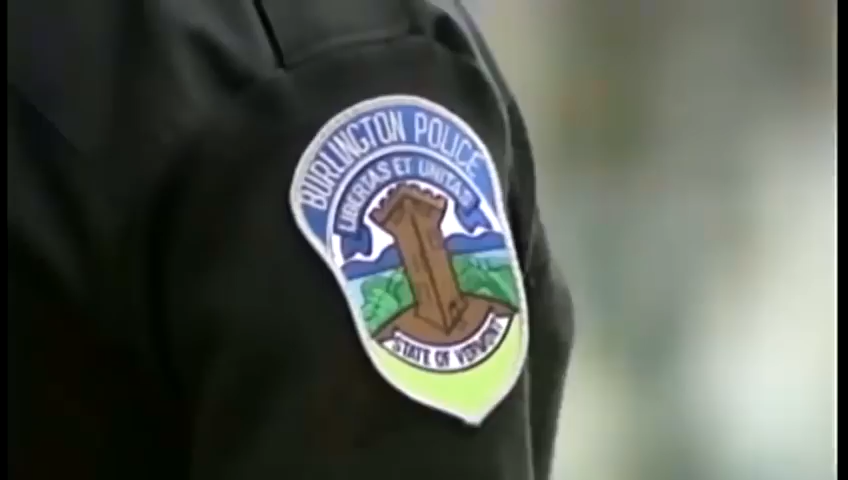 BURLINGTON POLICE
LIBERTAS ET UNITAS
STATE OF VERMONT